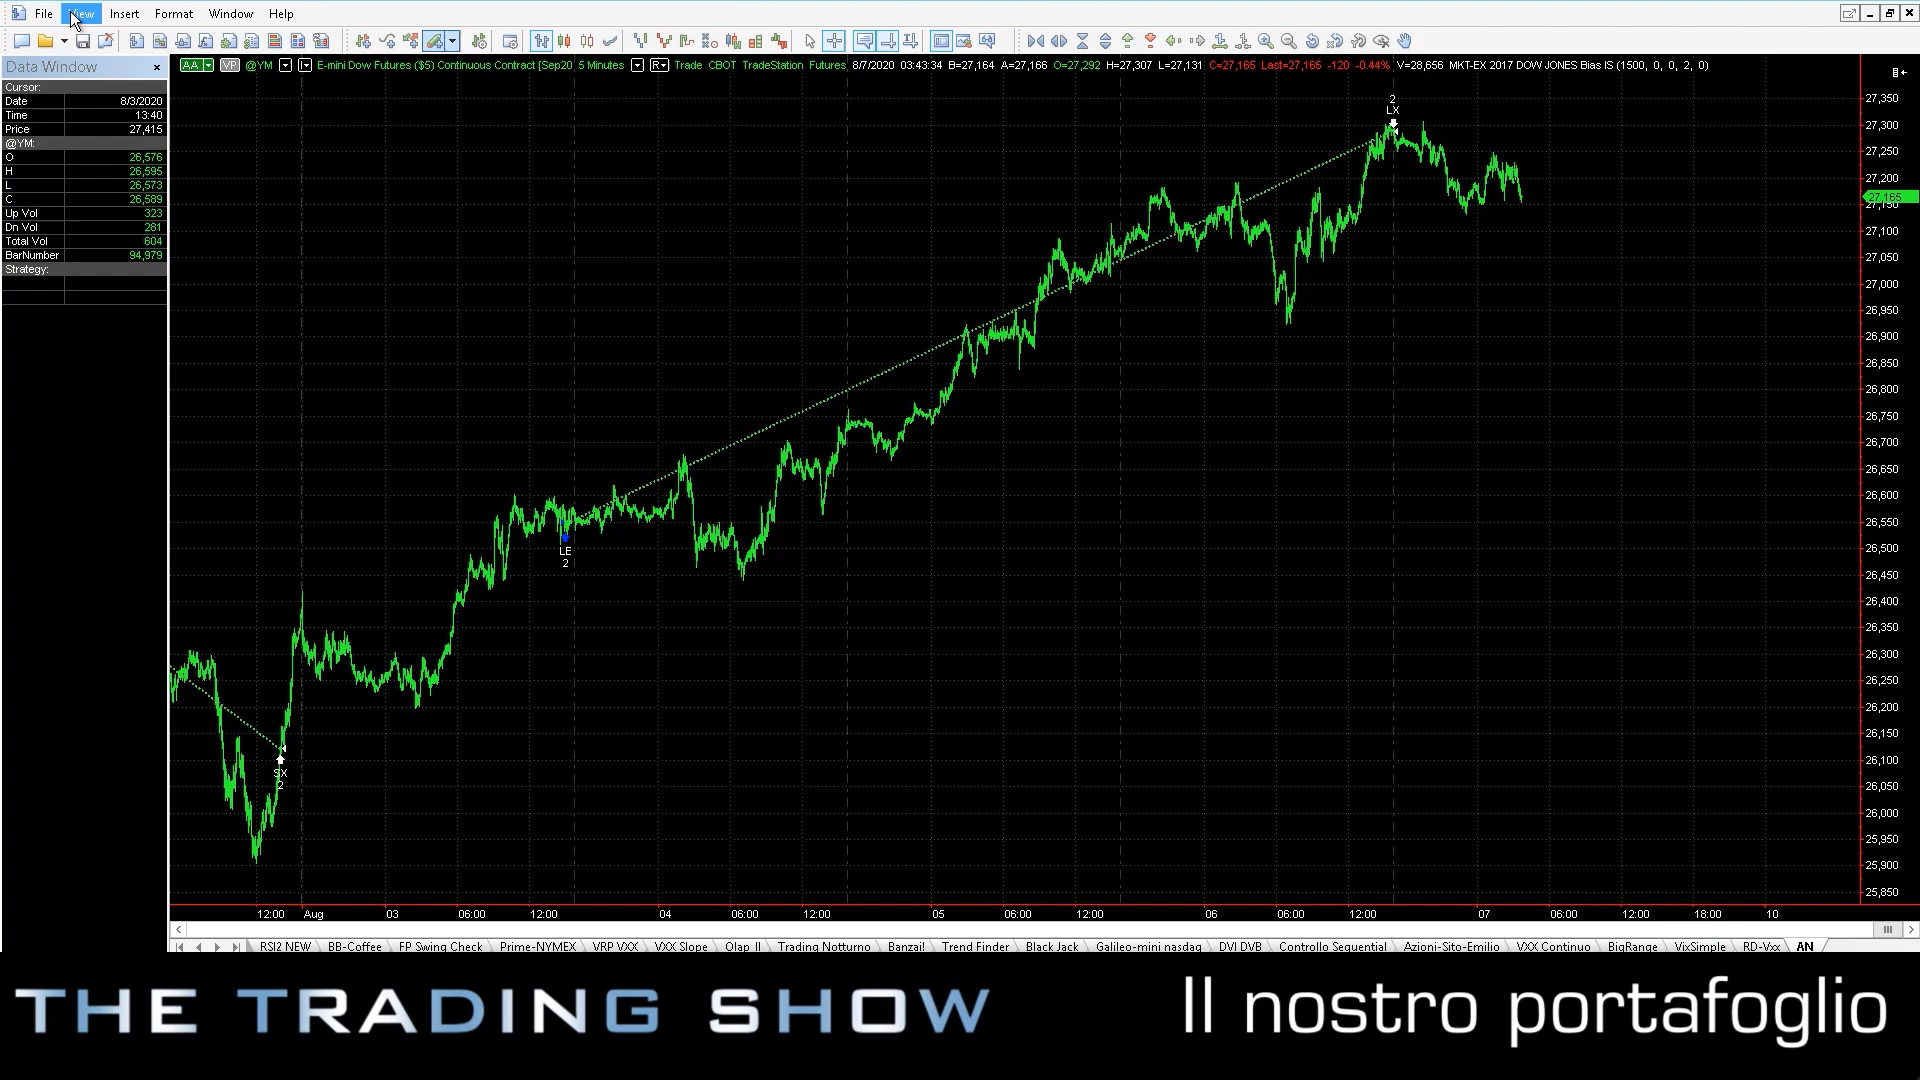 File View Insert Format Window Help
Data Window
AA VP @YM E-mini Dow Futures ($5) Continuous Contract [Sep20 5 Minutes R Trade CBOT TradeStation Futures 8/7/2020 03:43:34 B=27,164 A=27,166 O=27,292 H=27,307 L=27,131 C=27,165 Last=27,165 -120 -0.44% V=28,656 MKT-EX 2017 DOW JONES Bias IS (1500, 0, 0, 2, 0)
Cursor:
Date 8/3/2020
Time 13:40
Price 27,415
@YM:
O 26,576
H 26,595
L 26,573
C 26,589
Up Vol 323
Dn Vol 281
Total Vol 604
BarNumber 94,979
Strategy:
2
LX
LE
2
SX
2
27,350
27,300
27,250
27,200
27,165
27,150
27,100
27,050
27,000
26,950
26,900
26,850
26,800
26,750
26,700
26,650
26,600
26,550
26,500
26,450
26,400
26,350
26,300
26,250
26,200
26,150
26,100
26,050
26,000
25,950
25,900
25,850
12:00 Aug 03 06:00 12:00 04 06:00 12:00 05 06:00 12:00 06 06:00 12:00 07 06:00 12:00 18:00 10
RSI2 NEW BB-Coffee FP Swing Check Prime-NYMEX VRP VXX VXX Slope Olap II Trading Notturno Banzai! Trend Finder Black Jack Galileo-mini nasdaq DVI DVB Controllo Sequential Azioni-Sito-Emilio VXX Continuo BigRange VixSimple RD-Vxx AN
THE TRADING SHOW
Il nostro portafoglio